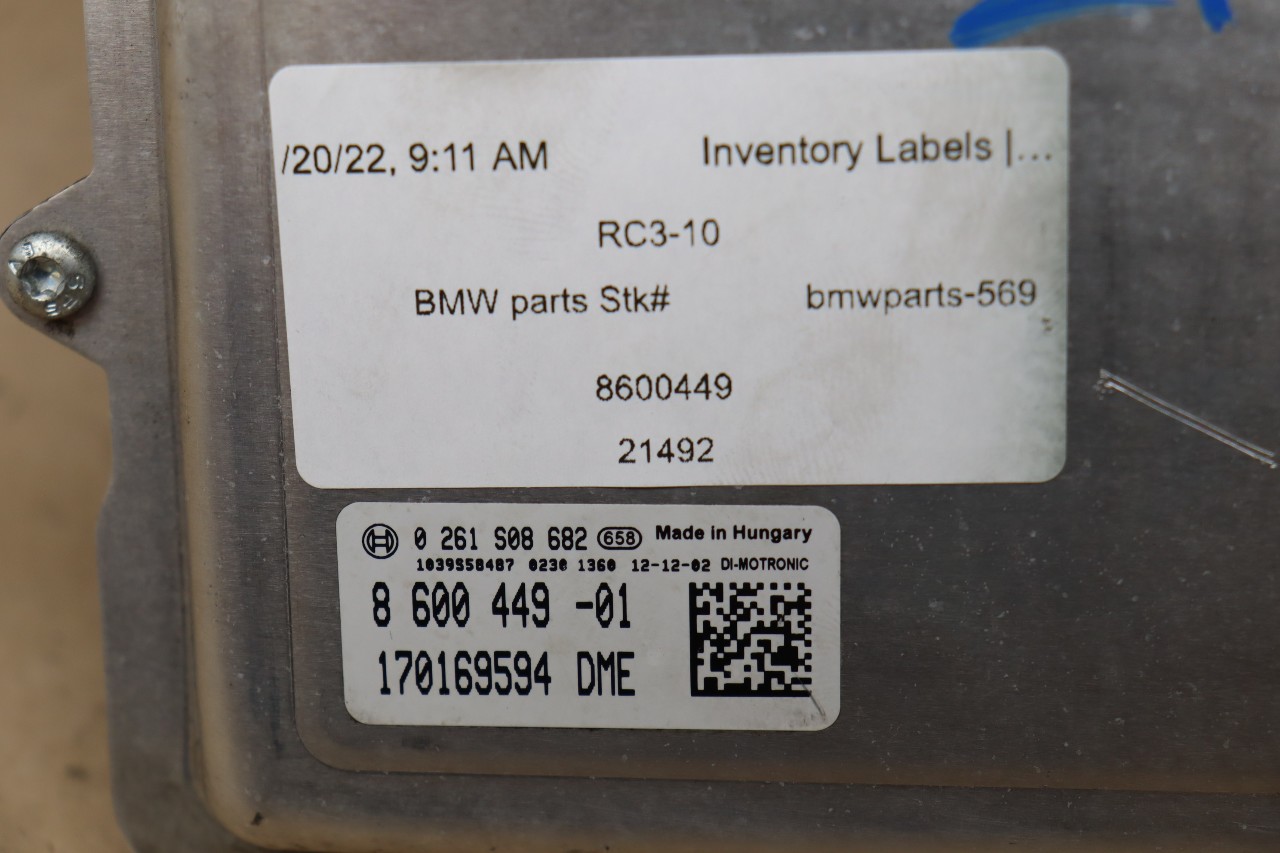 /20/22, 9:11 AM Inventory Labels |...
RC3-10
BMW parts Stk# bmwparts-569
8600449
21492
0 261 S08 682 658 Made in Hungary
1039S58487 0230 1360 12-12-02 DI-MOTRONIC
8 600 449 -01
170169594 DME